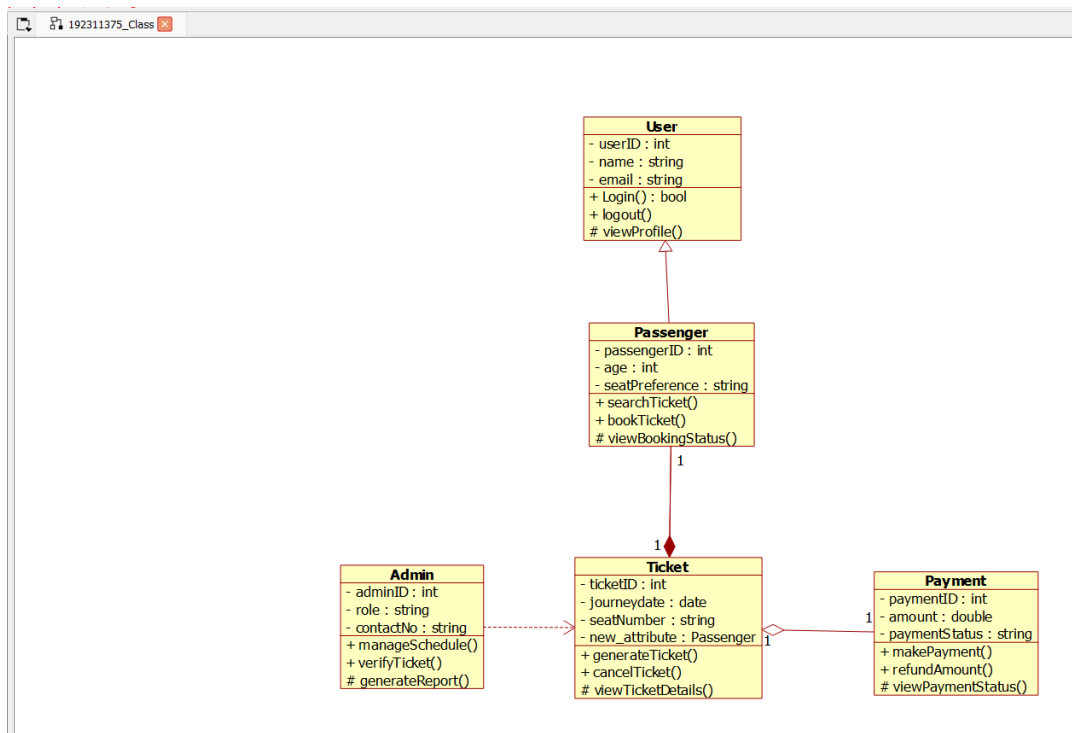 192311375_Class
User
- userID : int
- name : string
- email : string
+ Login() : bool
+ logout()
# viewProfile()
Passenger
- passengerID : int
- age : int
- seatPreference : string
+ searchTicket()
+ bookTicket()
# viewBookingStatus()
1
1
Admin
- adminID : int
- role : string
- contactNo : string
+ manageSchedule()
+ verifyTicket()
# generateReport()
Ticket
- ticketID : int
- journeydate : date
- seatNumber : string
- new_attribute : Passenger
+ generateTicket()
+ cancelTicket()
# viewTicketDetails()
1
1
Payment
- paymentID : int
- amount : double
- paymentStatus : string
+ makePayment()
+ refundAmount()
# viewPaymentStatus()